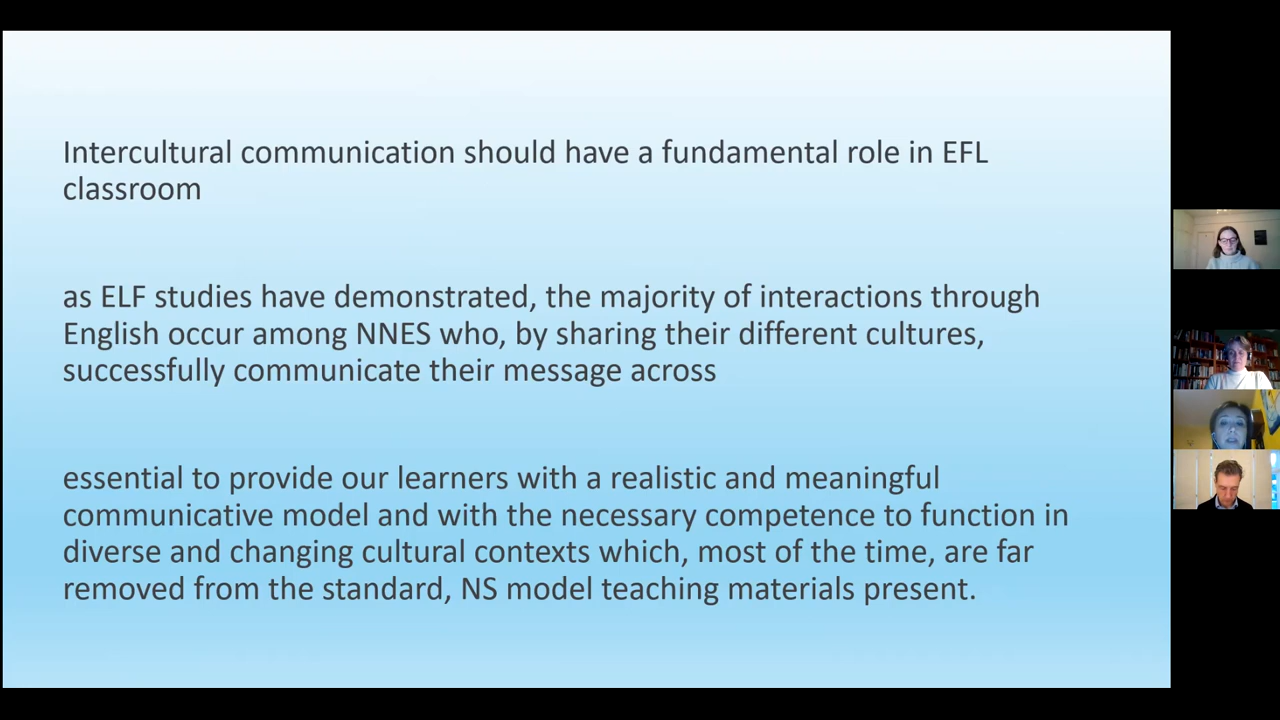 Intercultural communication should have a fundamental role in EFL
classroom
as ELF studies have demonstrated, the majority of interactions through
English occur among NNES who, by sharing their different cultures,
successfully communicate their message across
essential to provide our learners with a realistic and meaningful
communicative model and with the necessary competence to function in
diverse and changing cultural contexts which, most of the time, are far
removed from the standard, NS model teaching materials present.